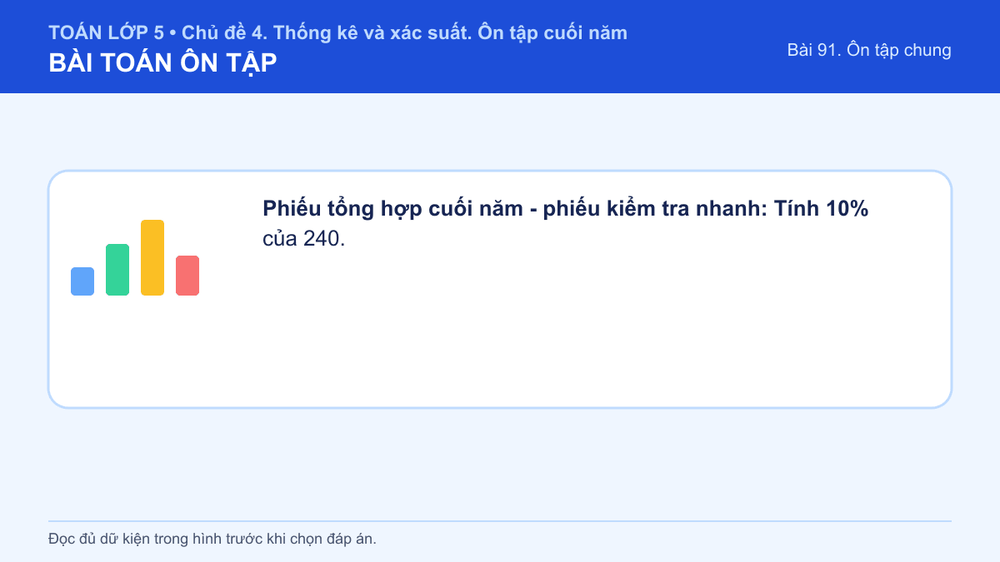 TOÁN LỚP 5 • Chủ đề 4. Thống kê và xác suất. Ôn tập cuối năm
BÀI TOÁN ÔN TẬP
Bài 91. Ôn tập chung
Phiếu tổng hợp cuối năm - phiếu kiểm tra nhanh: Tính 10%
của 240.
Đọc đủ dữ kiện trong hình trước khi chọn đáp án.